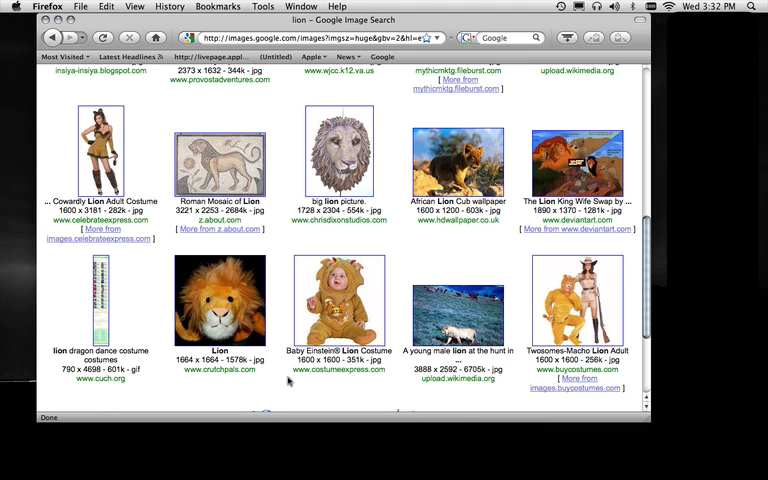 Firefox File Edit View History Bookmarks Tools Window Help Wed 3:32 PM
lion - Google Image Search
http://images.google.com/images?imgsz=huge&gbv=2&hl=e
Google
Most Visited Latest Headlines http://livepage.appl... (Untitled) Apple News Google
insiya-insiya.blogspot.com
2373 x 1632 - 344k - jpg
www.provostadventures.com
www.wjcc.k12.va.us
mythicmktg.fileburst.com
[ More from
mythicmktg.fileburst.com ]
upload.wikimedia.org
... Cowardly Lion Adult Costume
1600 x 3181 - 282k - jpg
www.celebrateexpress.com
[ More from
images.celebrateexpress.com ]
Roman Mosaic of Lion
3221 x 2253 - 2684k - jpg
z.about.com
[ More from z.about.com ]
big lion picture.
1728 x 2304 - 554k - jpg
www.chrisdixonstudios.com
African Lion Cub wallpaper
1600 x 1200 - 603k - jpg
www.hdwallpaper.co.uk
The Lion King Wife Swap by ...
1890 x 1370 - 1281k - jpg
www.deviantart.com
[ More from www.deviantart.com ]
lion dragon dance costume
costumes
790 x 4698 - 601k - gif
www.cuch.org
Lion
1664 x 1664 - 1578k - jpg
www.crutchpals.com
Baby Einstein® Lion Costume
1600 x 1600 - 351k - jpg
www.costumeexpress.com
A young male lion at the hunt in
...
3888 x 2592 - 6705k - jpg
upload.wikimedia.org
Twosomes-Macho Lion Adult
1600 x 1600 - 256k - jpg
www.buycostumes.com
[ More from
images.buycostumes.com ]
Done